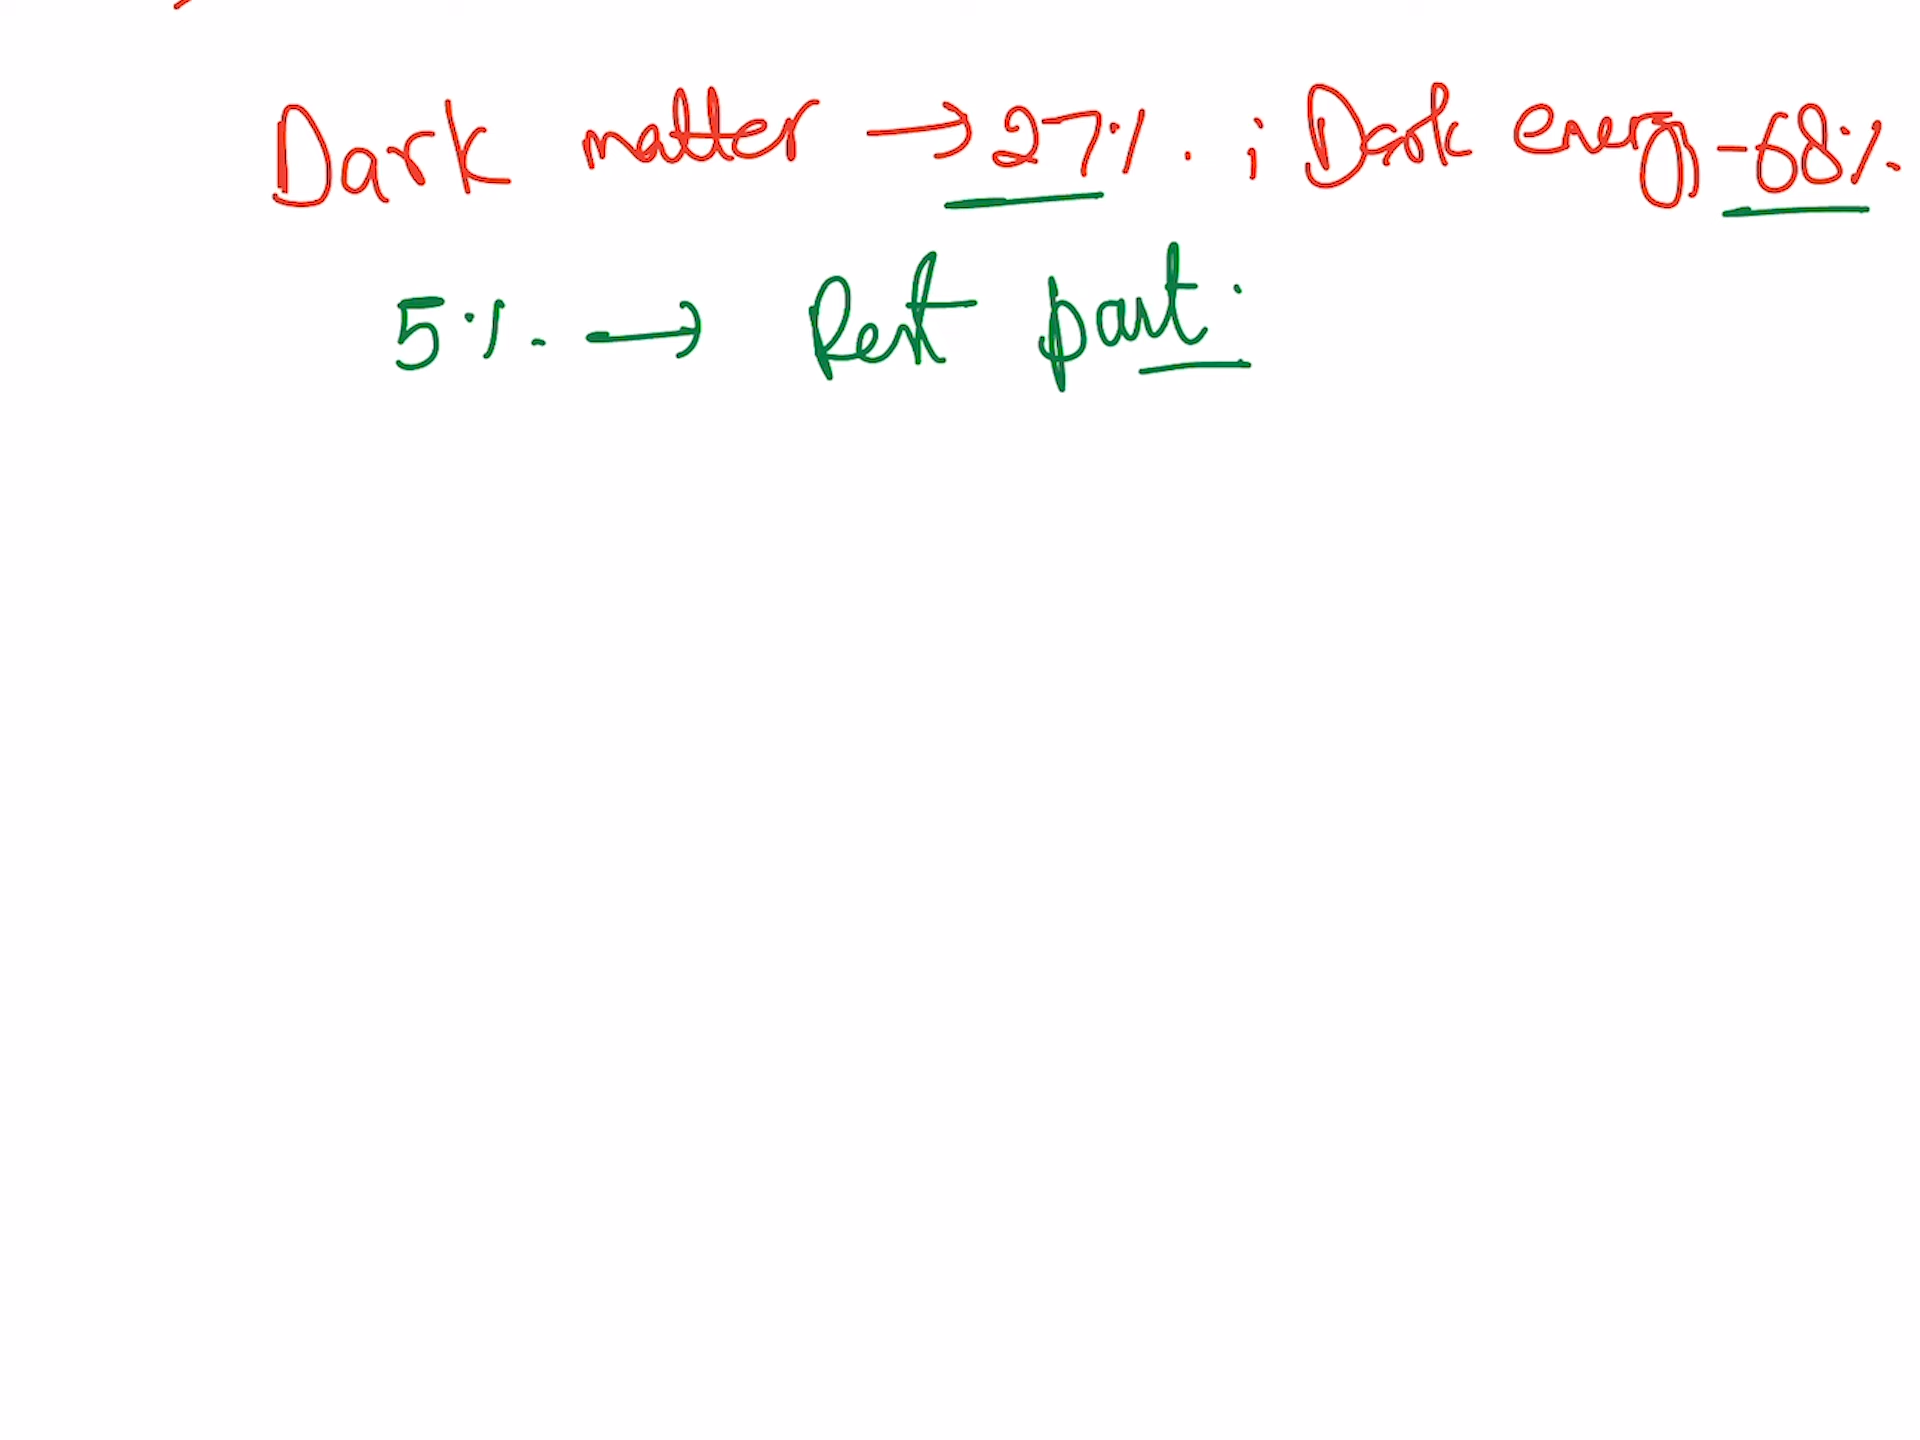 Dark matter → 27%. ; Dark energy - 68%.
5%. → Rest part.